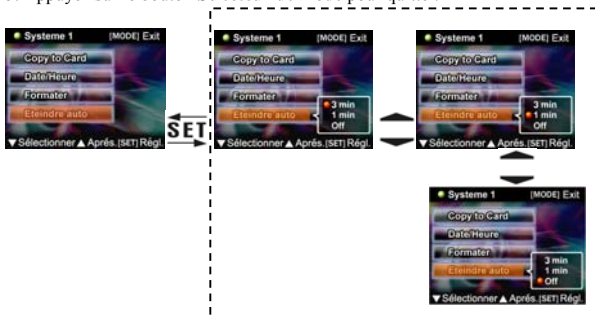 Systeme 1 [MODE] Exit
Copy to Card
Date/Heure
Formater
Eteindre auto
▼Sélectionner▲Aprés.[SET] Régl.
SET
Systeme 1 [MODE] Exit
Copy to Card
Date/Heure
Formater
Eteindre auto
3 min
1 min
Off
▼Sélectionner▲Aprés.[SET] Régl.
Systeme 1 [MODE] Exit
Copy to Card
Date/Heure
Formater
Eteindre auto
3 min
1 min
Off
▼Sélectionner▲Aprés.[SET] Régl.
Systeme 1 [MODE] Exit
Copy to Card
Date/Heure
Formater
Eteindre auto
3 min
1 min
Off
▼Sélectionner▲Aprés.[SET] Régl.